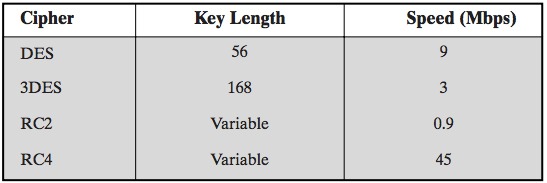 Cipher Key Length Speed (Mbps)
DES 56 9
3DES 168 3
RC2 Variable 0.9
RC4 Variable 45